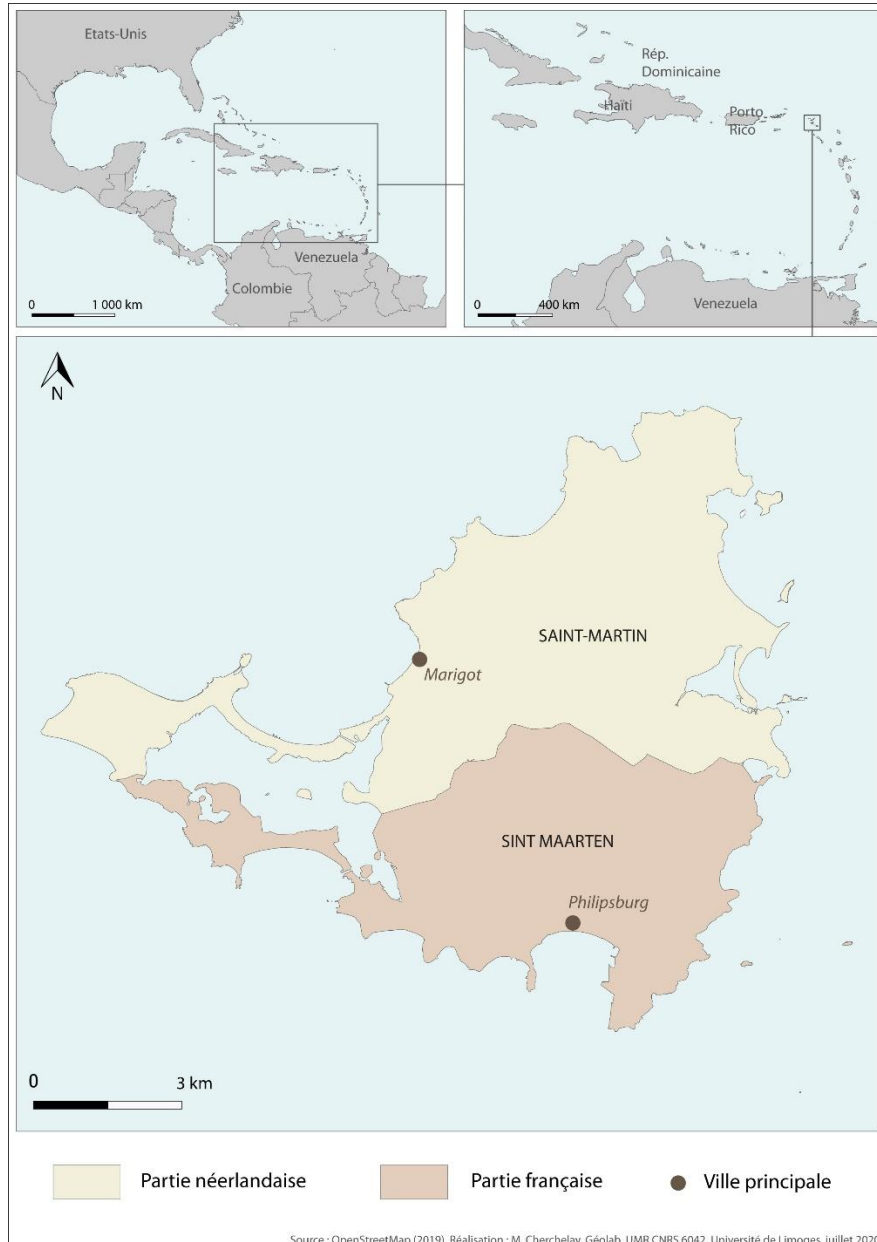 Etats-Unis
Venezuela
Colombie
0 1 000 km
Rép.
Dominicaine
Haïti
Porto
Rico
Venezuela
0 400 km
N
SAINT-MARTIN
Marigot
SINT MAARTEN
Philipsburg
0 3 km
Partie néerlandaise Partie française Ville principale
Source : OpenStreetMap (2019). Réalisation : M. Cherchelay, Géolab, UMR CNRS 6042, Université de Limoges, juillet 2020